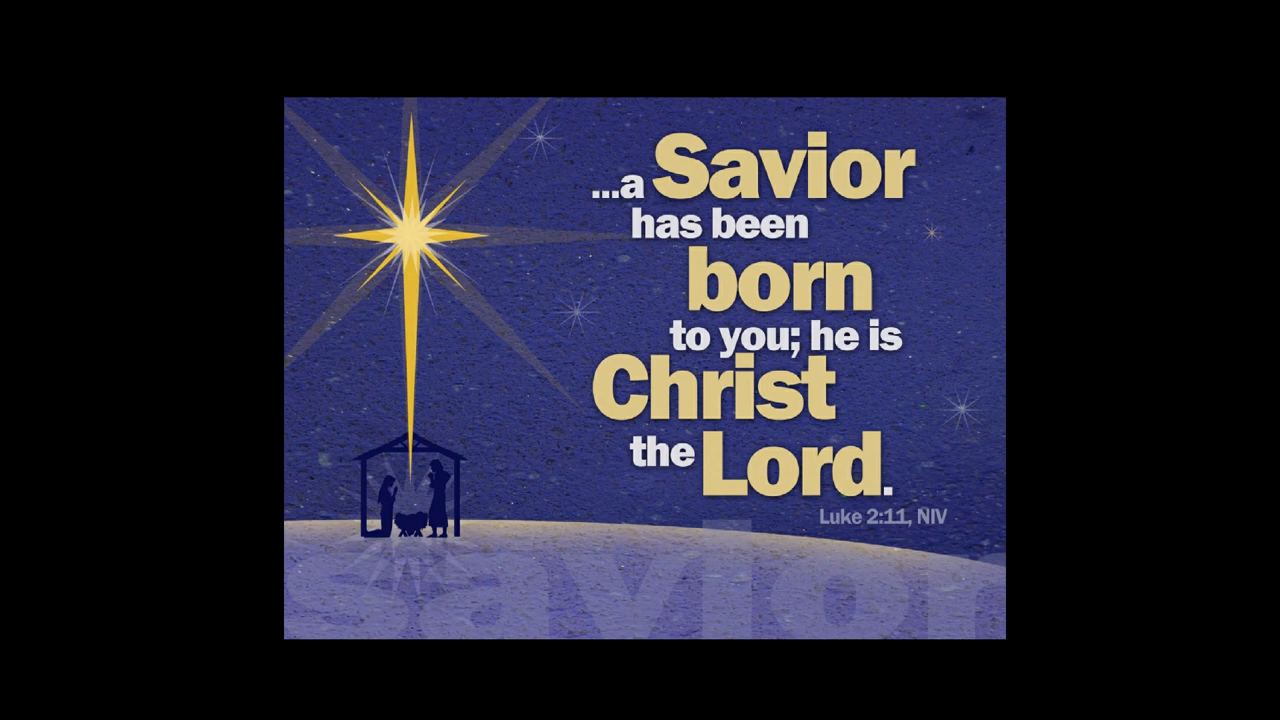 ...a Savior
has been
born
to you; he is
Christ
the Lord.
Luke 2:11, NIV
savior